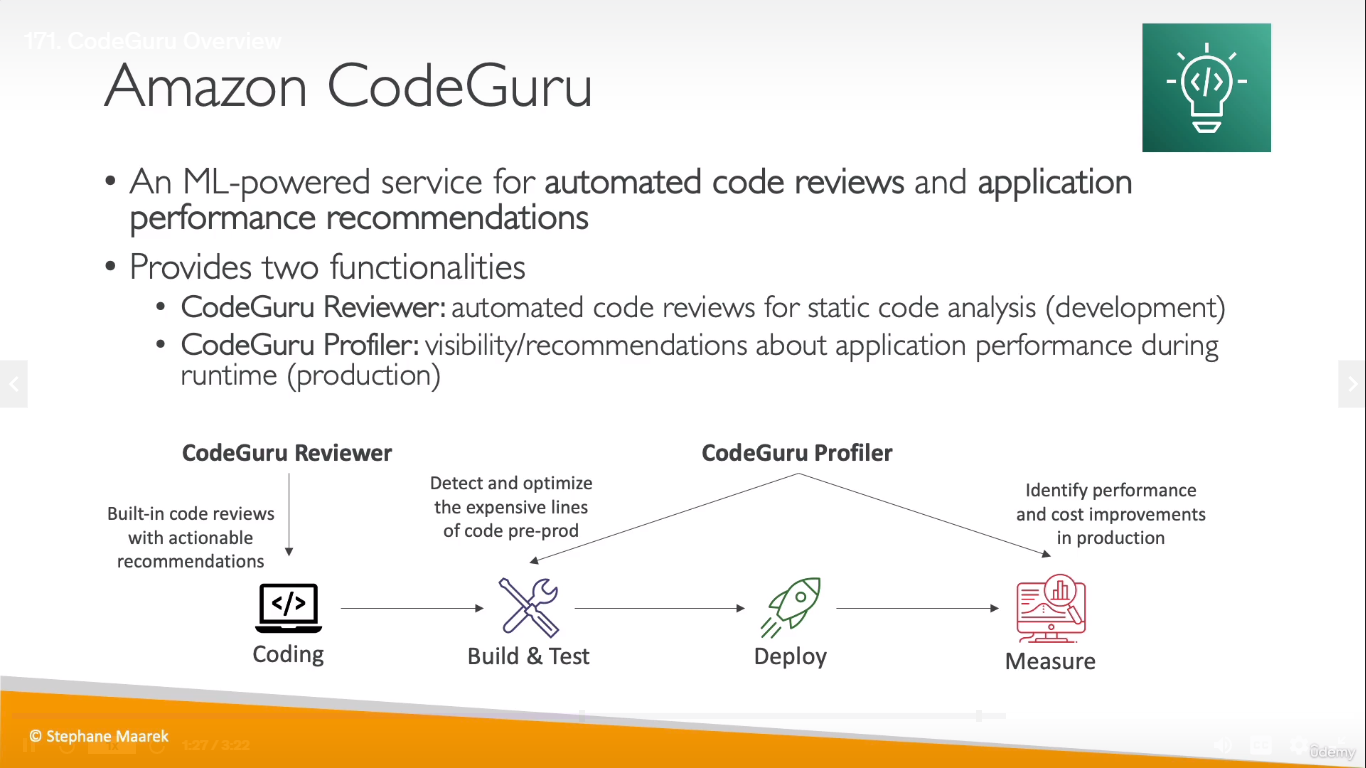 171. CodeGuru Overview
Amazon CodeGuru
• An ML-powered service for automated code reviews and application
performance recommendations
• Provides two functionalities
• CodeGuru Reviewer: automated code reviews for static code analysis (development)
• CodeGuru Profiler: visibility/recommendations about application performance during
runtime (production)
CodeGuru Reviewer
Built-in code reviews
with actionable
recommendations
CodeGuru Profiler
Detect and optimize
the expensive lines
of code pre-prod
Identify performance
and cost improvements
in production
</>
Coding
Build & Test
Deploy
Measure
© Stephane Maarek
1x
1:27 / 3:22
ûdemy